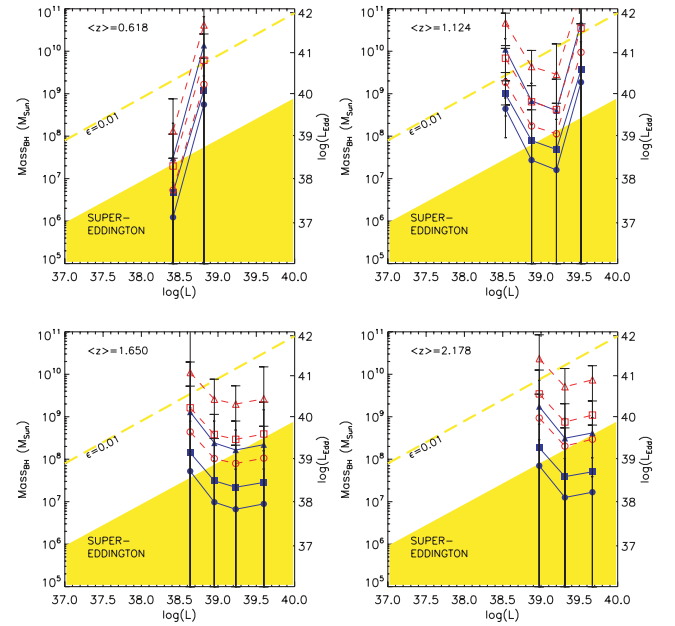 <z>=0.618
ϵ=0.01
SUPER-
EDDINGTON
Mass_BH (M_Sun)
10^11
10^10
10^9
10^8
10^7
10^6
10^5
log(L_Edd)
42
41
40
39
38
37
37.0 37.5 38.0 38.5 39.0 39.5 40.0
log(L)
<z>=1.124
ϵ=0.01
SUPER-
EDDINGTON
Mass_BH (M_Sun)
10^11
10^10
10^9
10^8
10^7
10^6
10^5
log(L_Edd)
42
41
40
39
38
37
37.0 37.5 38.0 38.5 39.0 39.5 40.0
log(L)
<z>=1.650
ϵ=0.01
SUPER-
EDDINGTON
Mass_BH (M_Sun)
10^11
10^10
10^9
10^8
10^7
10^6
10^5
log(L_Edd)
42
41
40
39
38
37
37.0 37.5 38.0 38.5 39.0 39.5 40.0
log(L)
<z>=2.178
ϵ=0.01
SUPER-
EDDINGTON
Mass_BH (M_Sun)
10^11
10^10
10^9
10^8
10^7
10^6
10^5
log(L_Edd)
42
41
40
39
38
37
37.0 37.5 38.0 38.5 39.0 39.5 40.0
log(L)